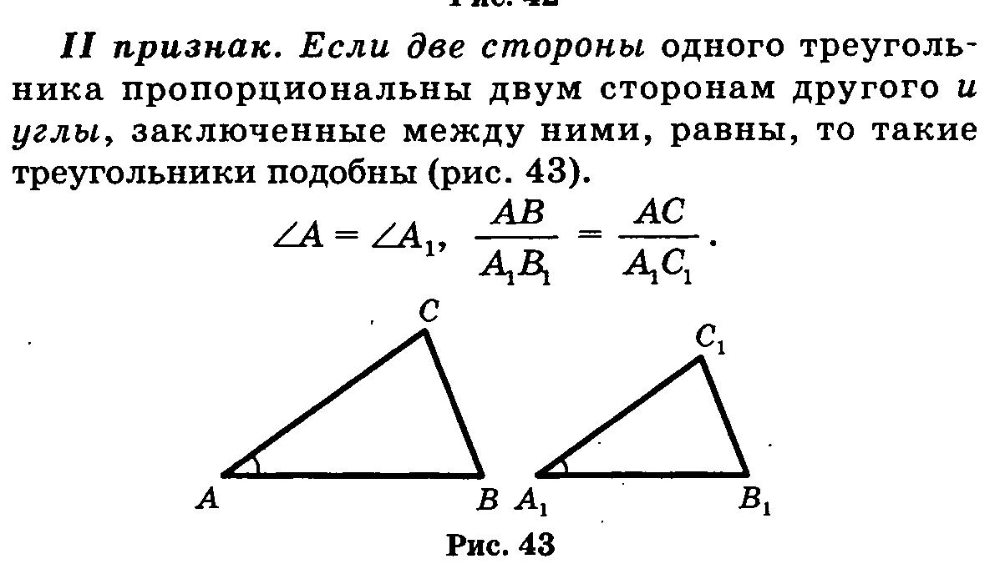 II признак. Если две стороны одного треуголь-
ника пропорциональны двум сторонам другого и
углы, заключенные между ними, равны, то такие
треугольники подобны (рис. 43).
∠A = ∠A₁, AB/A₁B₁ = AC/A₁C₁.
C
C₁
A
B
A₁
B₁
Рис. 43